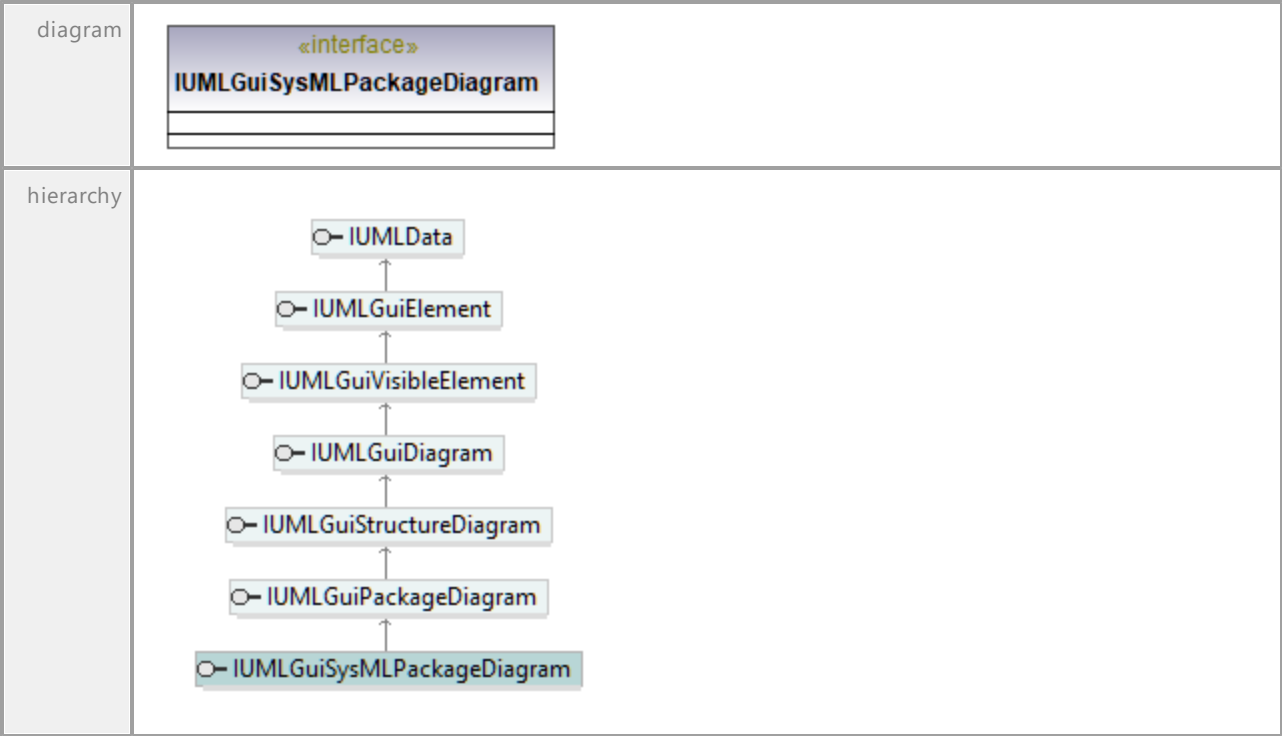 diagram
«interface»
IUMLGuiSysMLPackageDiagram
hierarchy
IUMLData
IUMLGuiElement
IUMLGuiVisibleElement
IUMLGuiDiagram
IUMLGuiStructureDiagram
IUMLGuiPackageDiagram
IUMLGuiSysMLPackageDiagram